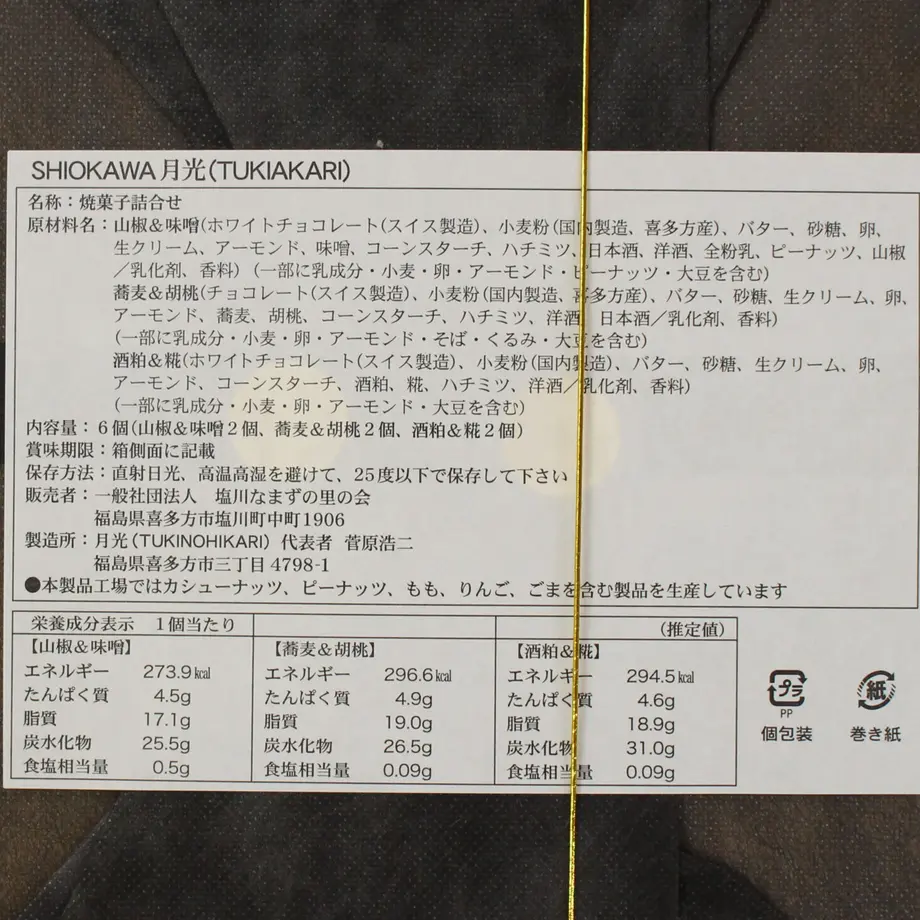 SHIOKAWA 月光(TUKIAKARI)
名称：焼菓子詰合せ
原材料名：山椒＆味噌(ホワイトチョコレート(スイス製造)、小麦粉(国内製造、喜多方産)、バター、砂糖、卵、
生クリーム、アーモンド、味噌、コーンスターチ、ハチミツ、日本酒、洋酒、全粉乳、ピーナッツ、山椒
／乳化剤、香料)（一部に乳成分・小麦・卵・アーモンド・ピーナッツ・大豆を含む）
蕎麦＆胡桃(チョコレート(スイス製造)、小麦粉(国内製造、喜多方産)、バター、砂糖、生クリーム、卵、
アーモンド、蕎麦、胡桃、コーンスターチ、ハチミツ、洋酒、日本酒／乳化剤、香料)
（一部に乳成分・小麦・卵・アーモンド・そば・くるみ・大豆を含む）
酒粕＆糀(ホワイトチョコレート(スイス製造)、小麦粉(国内製造)、バター、砂糖、生クリーム、卵、
アーモンド、コーンスターチ、酒粕、糀、ハチミツ、洋酒／乳化剤、香料)
（一部に乳成分・小麦・卵・アーモンド・大豆を含む）
内容量：６個(山椒＆味噌２個、蕎麦＆胡桃２個、酒粕＆糀２個)
賞味期限：箱側面に記載
保存方法：直射日光、高温高湿を避けて、25度以下で保存して下さい
販売者：一般社団法人　塩川なまずの里の会
福島県喜多方市塩川町中町1906
製造所：月光(TUKINOHIKARI) 代表者 菅原浩二
福島県喜多方市三丁目4798-1
●本製品工場ではカシューナッツ、ピーナッツ、もも、りんご、ごまを含む製品を生産しています
栄養成分表示　１個当たり　（推定値）
【山椒＆味噌】
エネルギー 273.9㎉
たんぱく質 4.5g
脂質 17.1g
炭水化物 25.5g
食塩相当量 0.5g
【蕎麦＆胡桃】
エネルギー 296.6㎉
たんぱく質 4.9g
脂質 19.0g
炭水化物 26.5g
食塩相当量 0.09g
【酒粕＆糀】
エネルギー 294.5㎉
たんぱく質 4.6g
脂質 18.9g
炭水化物 31.0g
食塩相当量 0.09g
プラ
PP
個包装
紙
巻き紙